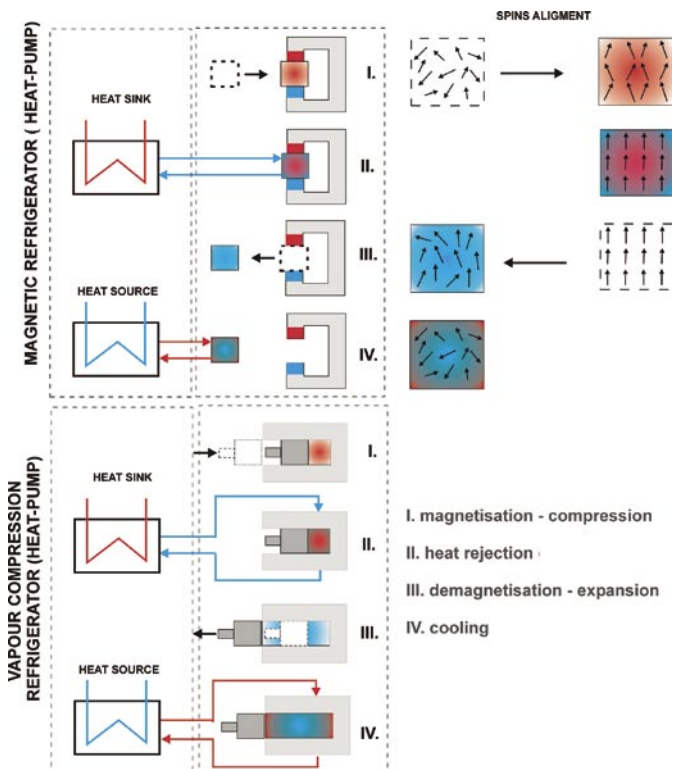 SPINS ALIGMENT
MAGNETIC REFRIGERATOR ( HEAT-PUMP)
HEAT SINK
I.
II.
III.
HEAT SOURCE
IV.
VAPOUR COMPRESSION
REFRIGERATOR (HEAT-PUMP)
HEAT SINK
I.
II.
III.
HEAT SOURCE
IV.
I. magnetisation - compression
II. heat rejection
III. demagnetisation - expansion
IV. cooling